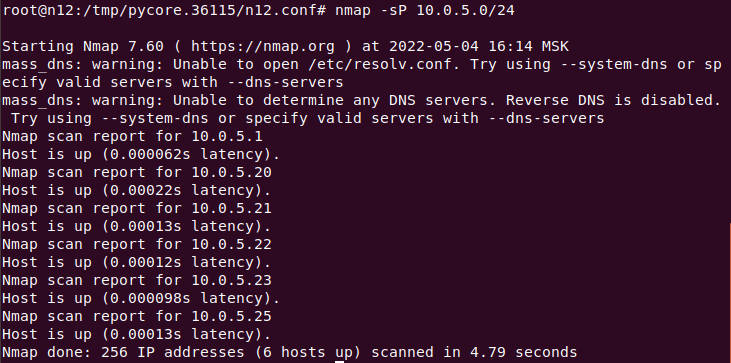 root@n12:/tmp/pycore.36115/n12.conf# nmap -sP 10.0.5.0/24
Starting Nmap 7.60 ( https://nmap.org ) at 2022-05-04 16:14 MSK
mass_dns: warning: Unable to open /etc/resolv.conf. Try using --system-dns or sp
ecify valid servers with --dns-servers
mass_dns: warning: Unable to determine any DNS servers. Reverse DNS is disabled.
 Try using --system-dns or specify valid servers with --dns-servers
Nmap scan report for 10.0.5.1
Host is up (0.000062s latency).
Nmap scan report for 10.0.5.20
Host is up (0.00022s latency).
Nmap scan report for 10.0.5.21
Host is up (0.00013s latency).
Nmap scan report for 10.0.5.22
Host is up (0.00012s latency).
Nmap scan report for 10.0.5.23
Host is up (0.000098s latency).
Nmap scan report for 10.0.5.25
Host is up (0.00013s latency).
Nmap done: 256 IP addresses (6 hosts up) scanned in 4.79 seconds